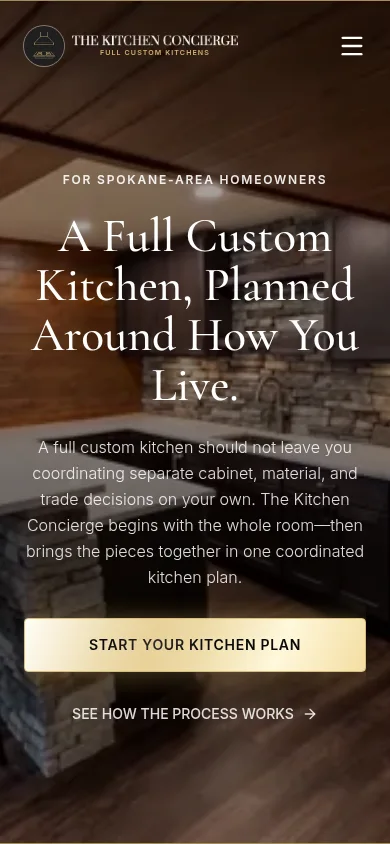 THE KITCHEN CONCIERGE
FULL CUSTOM KITCHENS
FOR SPOKANE-AREA HOMEOWNERS
A Full Custom
Kitchen, Planned
Around How You
Live.
A full custom kitchen should not leave you
coordinating separate cabinet, material, and
trade decisions on your own. The Kitchen
Concierge begins with the whole room—then
brings the pieces together in one coordinated
kitchen plan.
START YOUR KITCHEN PLAN
SEE HOW THE PROCESS WORKS →